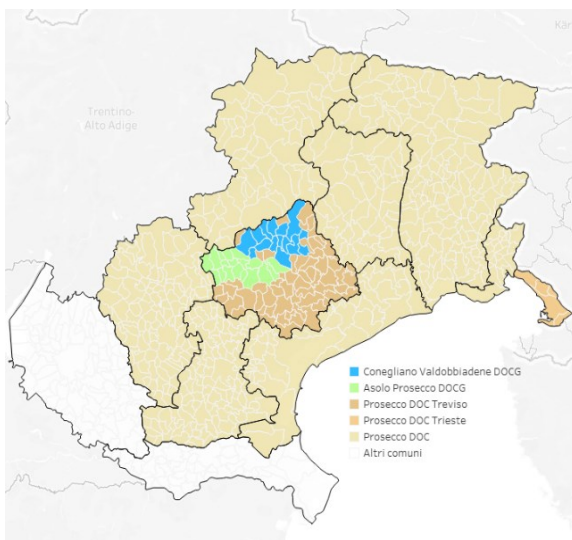 Kär
Trentino-
Alto Adige
Conegliano Valdobbiadene DOCG
Asolo Prosecco DOCG
Prosecco DOC Treviso
Prosecco DOC Trieste
Prosecco DOC
Altri comuni